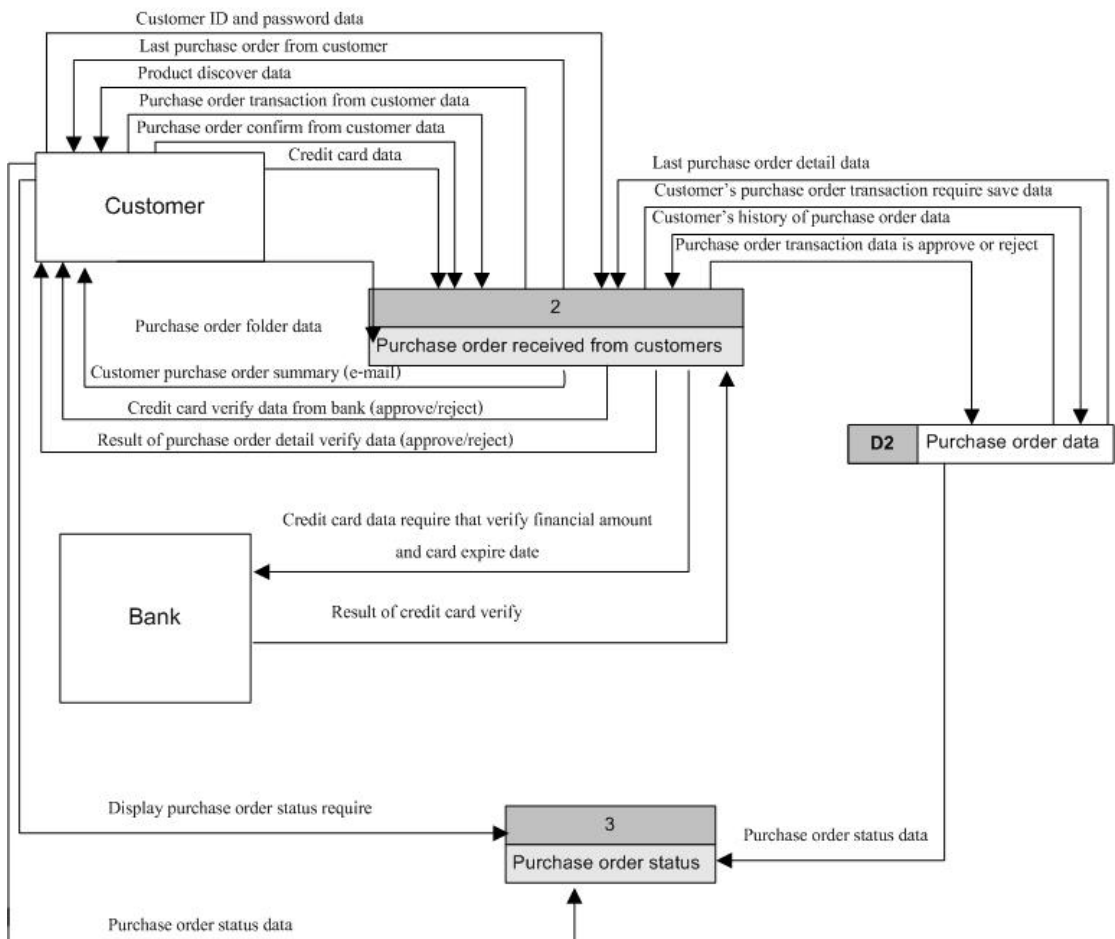 Customer ID and password data
Last purchase order from customer
Product discover data
Purchase order transaction from customer data
Purchase order confirm from customer data
Credit card data
Last purchase order detail data
Customer's purchase order transaction require save data
Customer's history of purchase order data
Purchase order transaction data is approve or reject
Customer
2
Purchase order received from customers
Purchase order folder data
Customer purchase order summary (e-mail)
Credit card verify data from bank (approve/reject)
Result of purchase order detail verify data (approve/reject)
D2
Purchase order data
Credit card data require that verify financial amount
and card expire date
Bank
Result of credit card verify
Display purchase order status require
3
Purchase order status
Purchase order status data
Purchase order status data